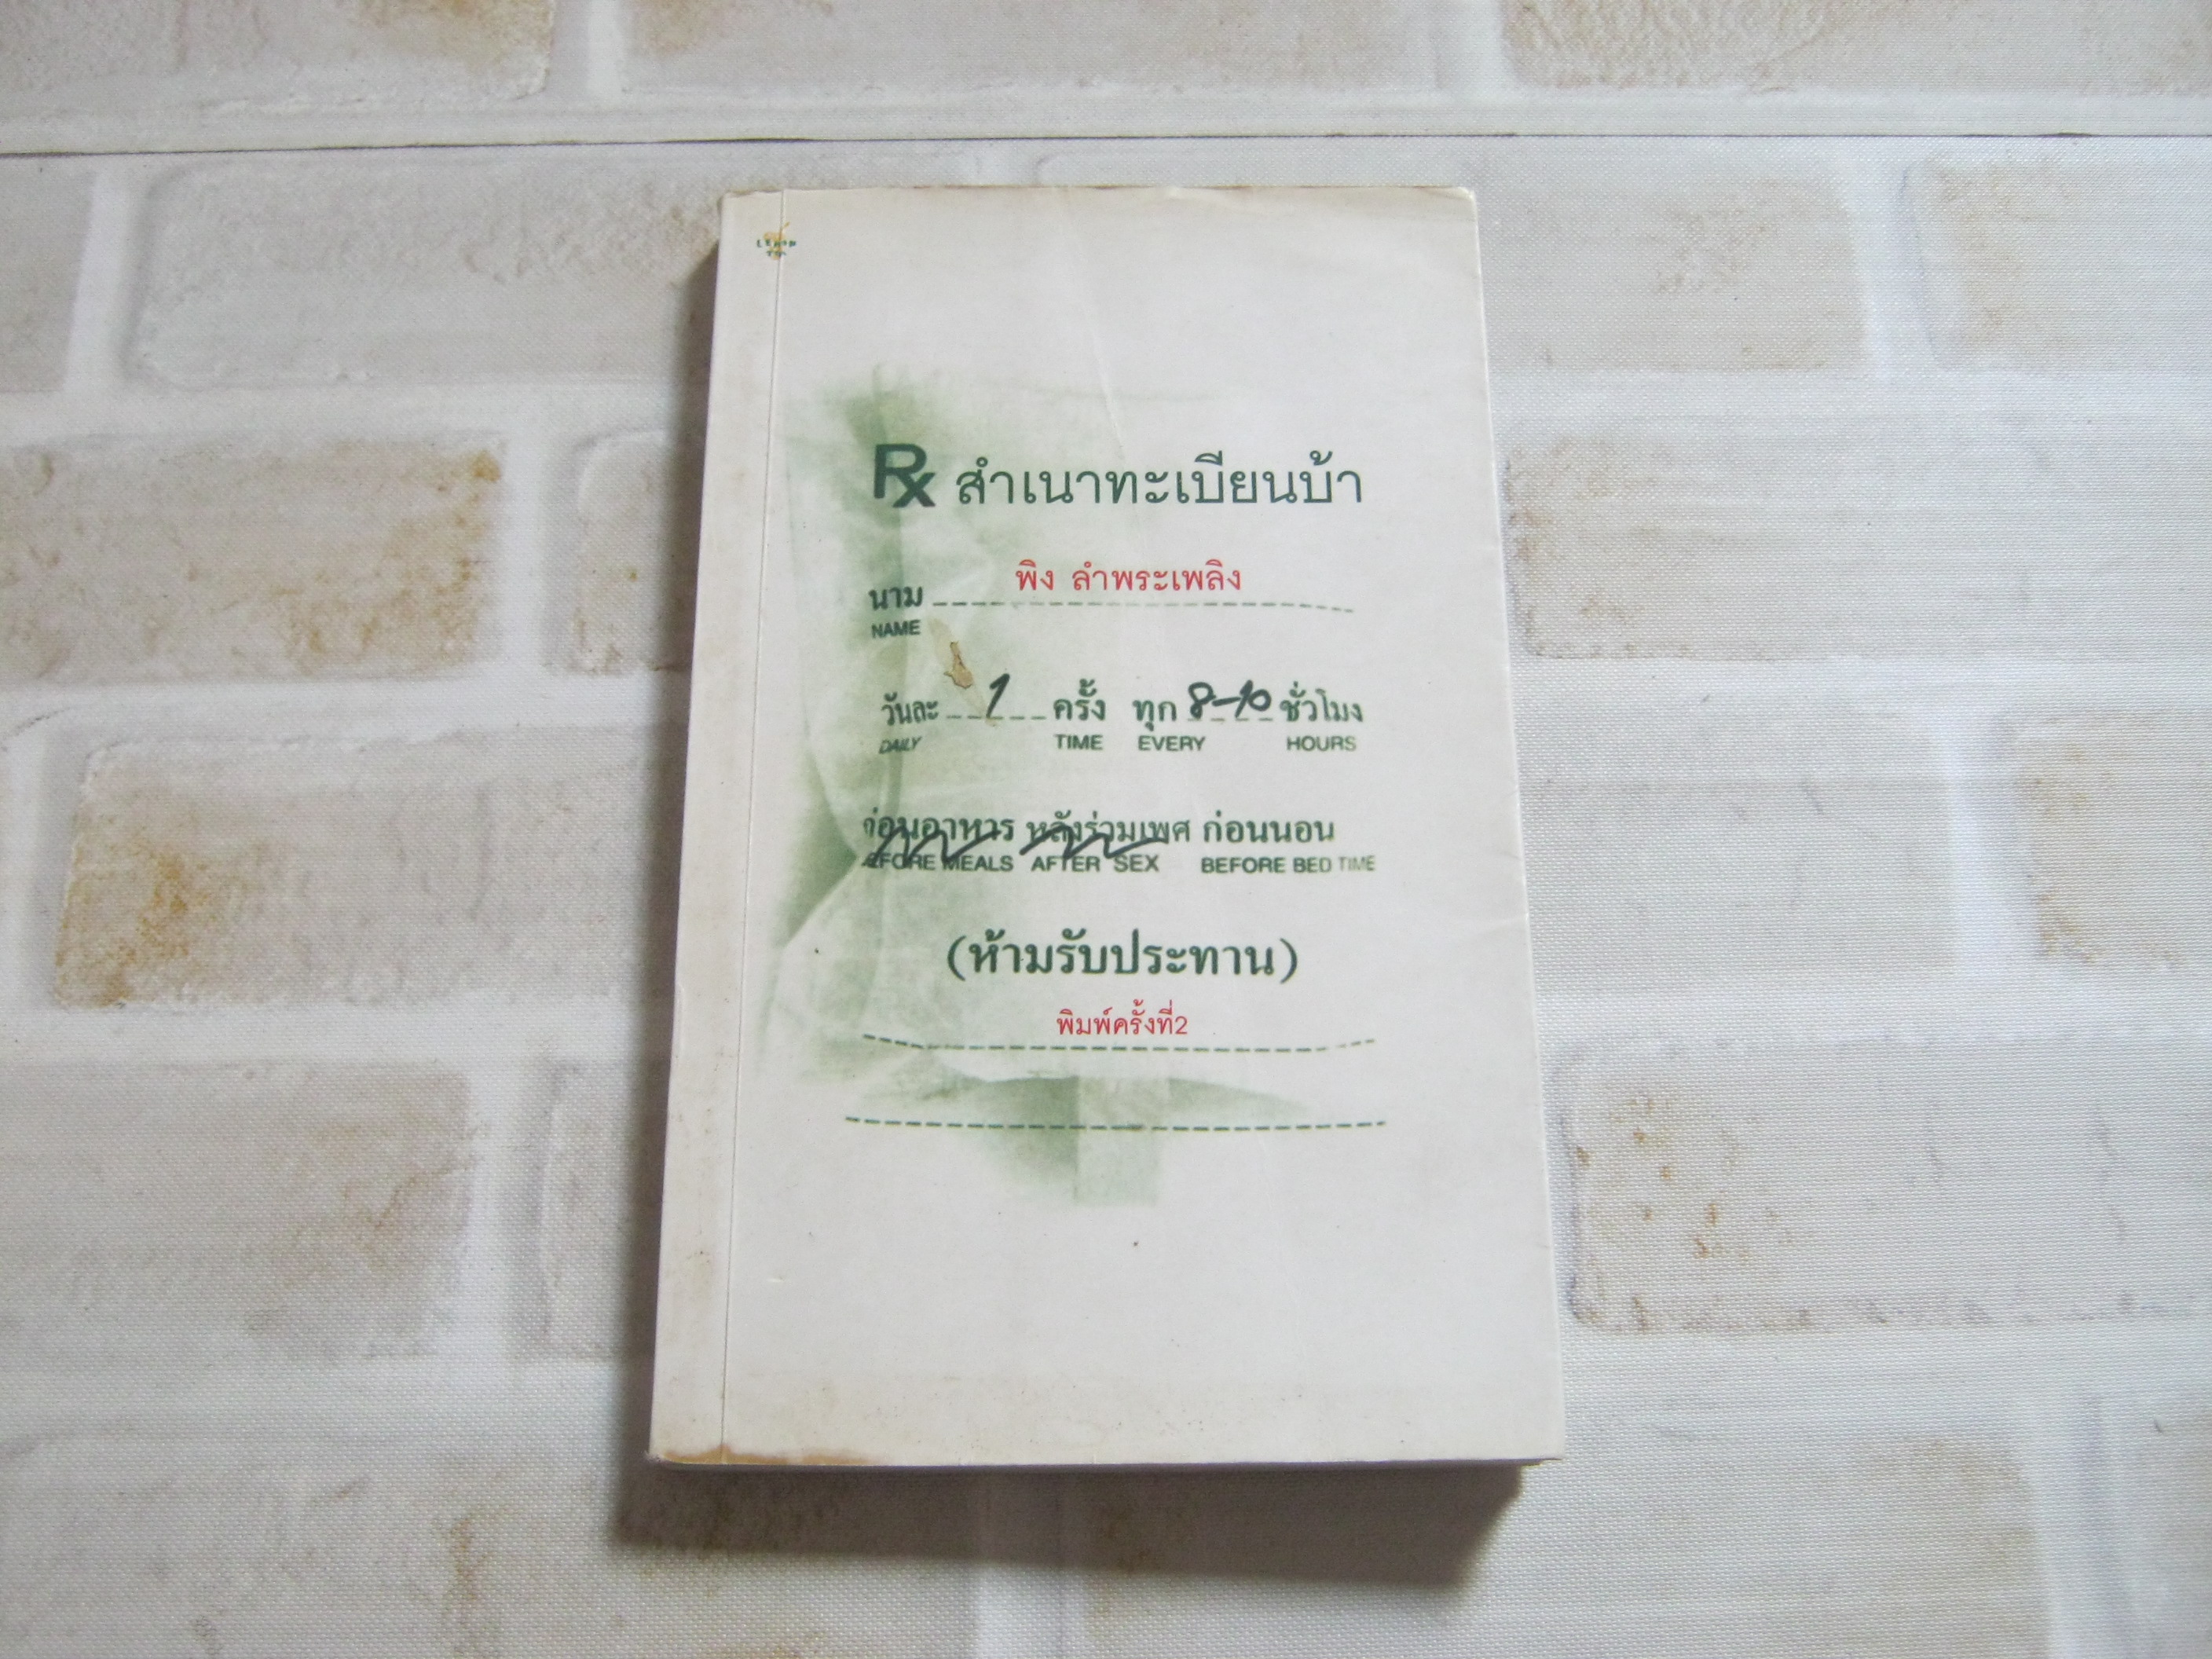 LEMON
TEA
Rx สำเนาทะเบียนบ้า
พิง ลำพระเพลิง
นาม
NAME
วันละ 1 ครั้ง ทุก 8-10 ชั่วโมง
DAILY TIME EVERY HOURS
ก่อนอาหาร หลังร่วมเพศ ก่อนนอน
BEFORE MEALS AFTER SEX BEFORE BED TIME
(ห้ามรับประทาน)
พิมพ์ครั้งที่2